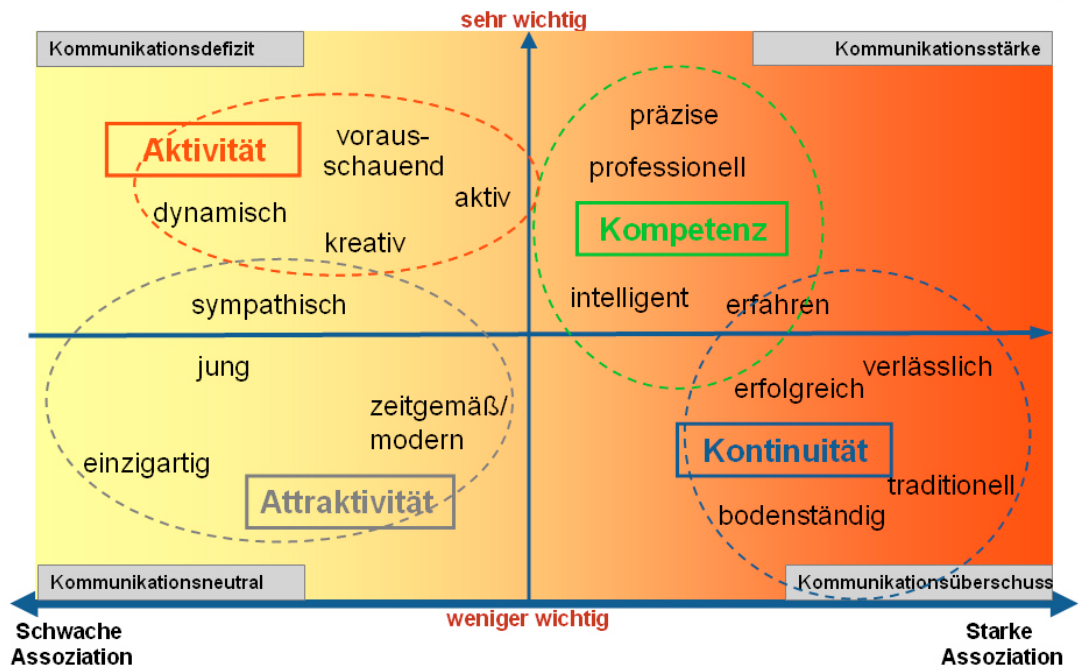 sehr wichtig
Kommunikationsdefizit
Kommunikationsstärke
Aktivität
voraus-
schauend
aktiv
dynamisch
kreativ
präzise
professionell
Kompetenz
intelligent
erfahren
sympathisch
jung
zeitgemäß/
modern
einzigartig
Attraktivität
verlässlich
erfolgreich
Kontinuität
traditionell
bodenständig
Kommunikationsneutral
Kommunikationsüberschuss
weniger wichtig
Schwache
Assoziation
Starke
Assoziation